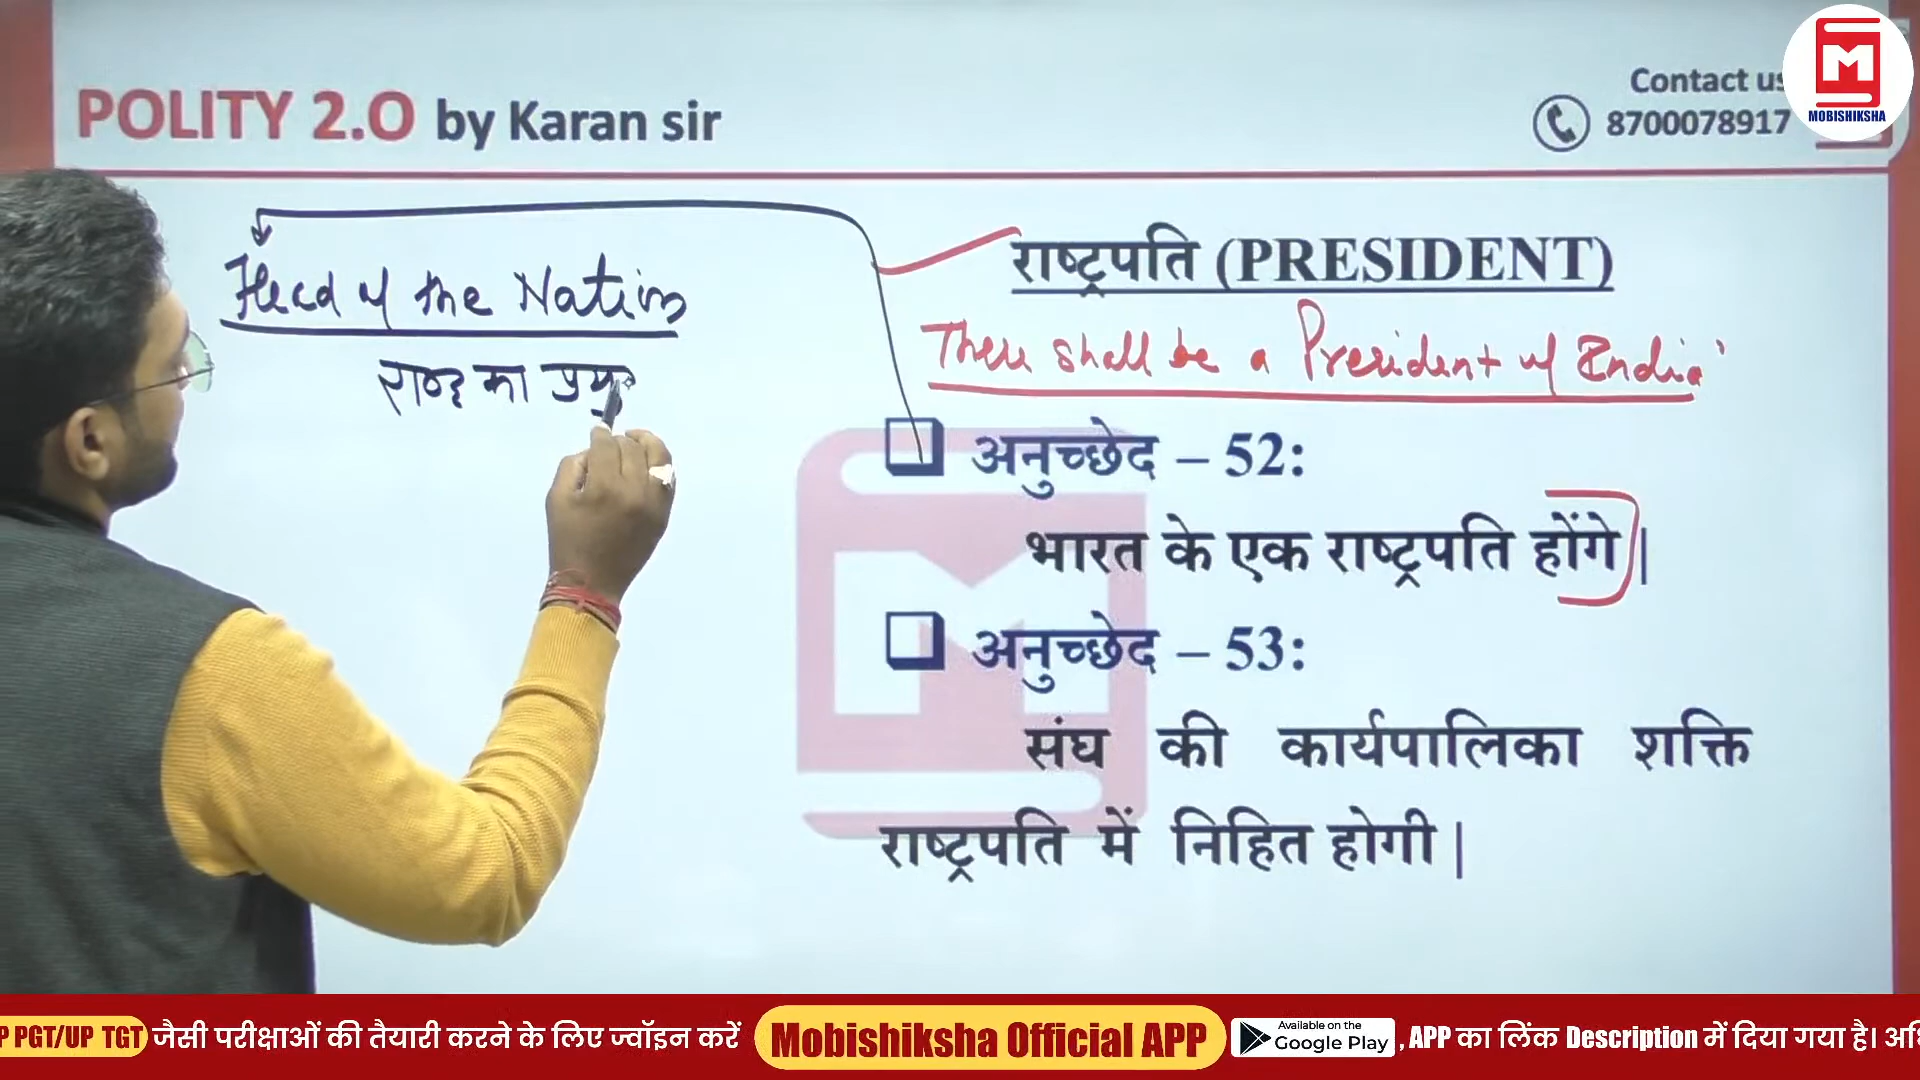 POLITY 2.O by Karan sir
Contact us
8700078917
MOBISHIKSHA
Head of the Nation
राष्ट्र का प्रमुख
राष्ट्रपति (PRESIDENT)
There shall be a President of India
अनुच्छेद – 52:
भारत के एक राष्ट्रपति होंगे |
अनुच्छेद – 53:
संघ की कार्यपालिका शक्ति
राष्ट्रपति में निहित होगी |
P PGT/UP TGT जैसी परीक्षाओं की तैयारी करने के लिए ज्वॉइन करें Mobishiksha Official APP Available on the Google Play , APP का लिंक Description में दिया गया है।